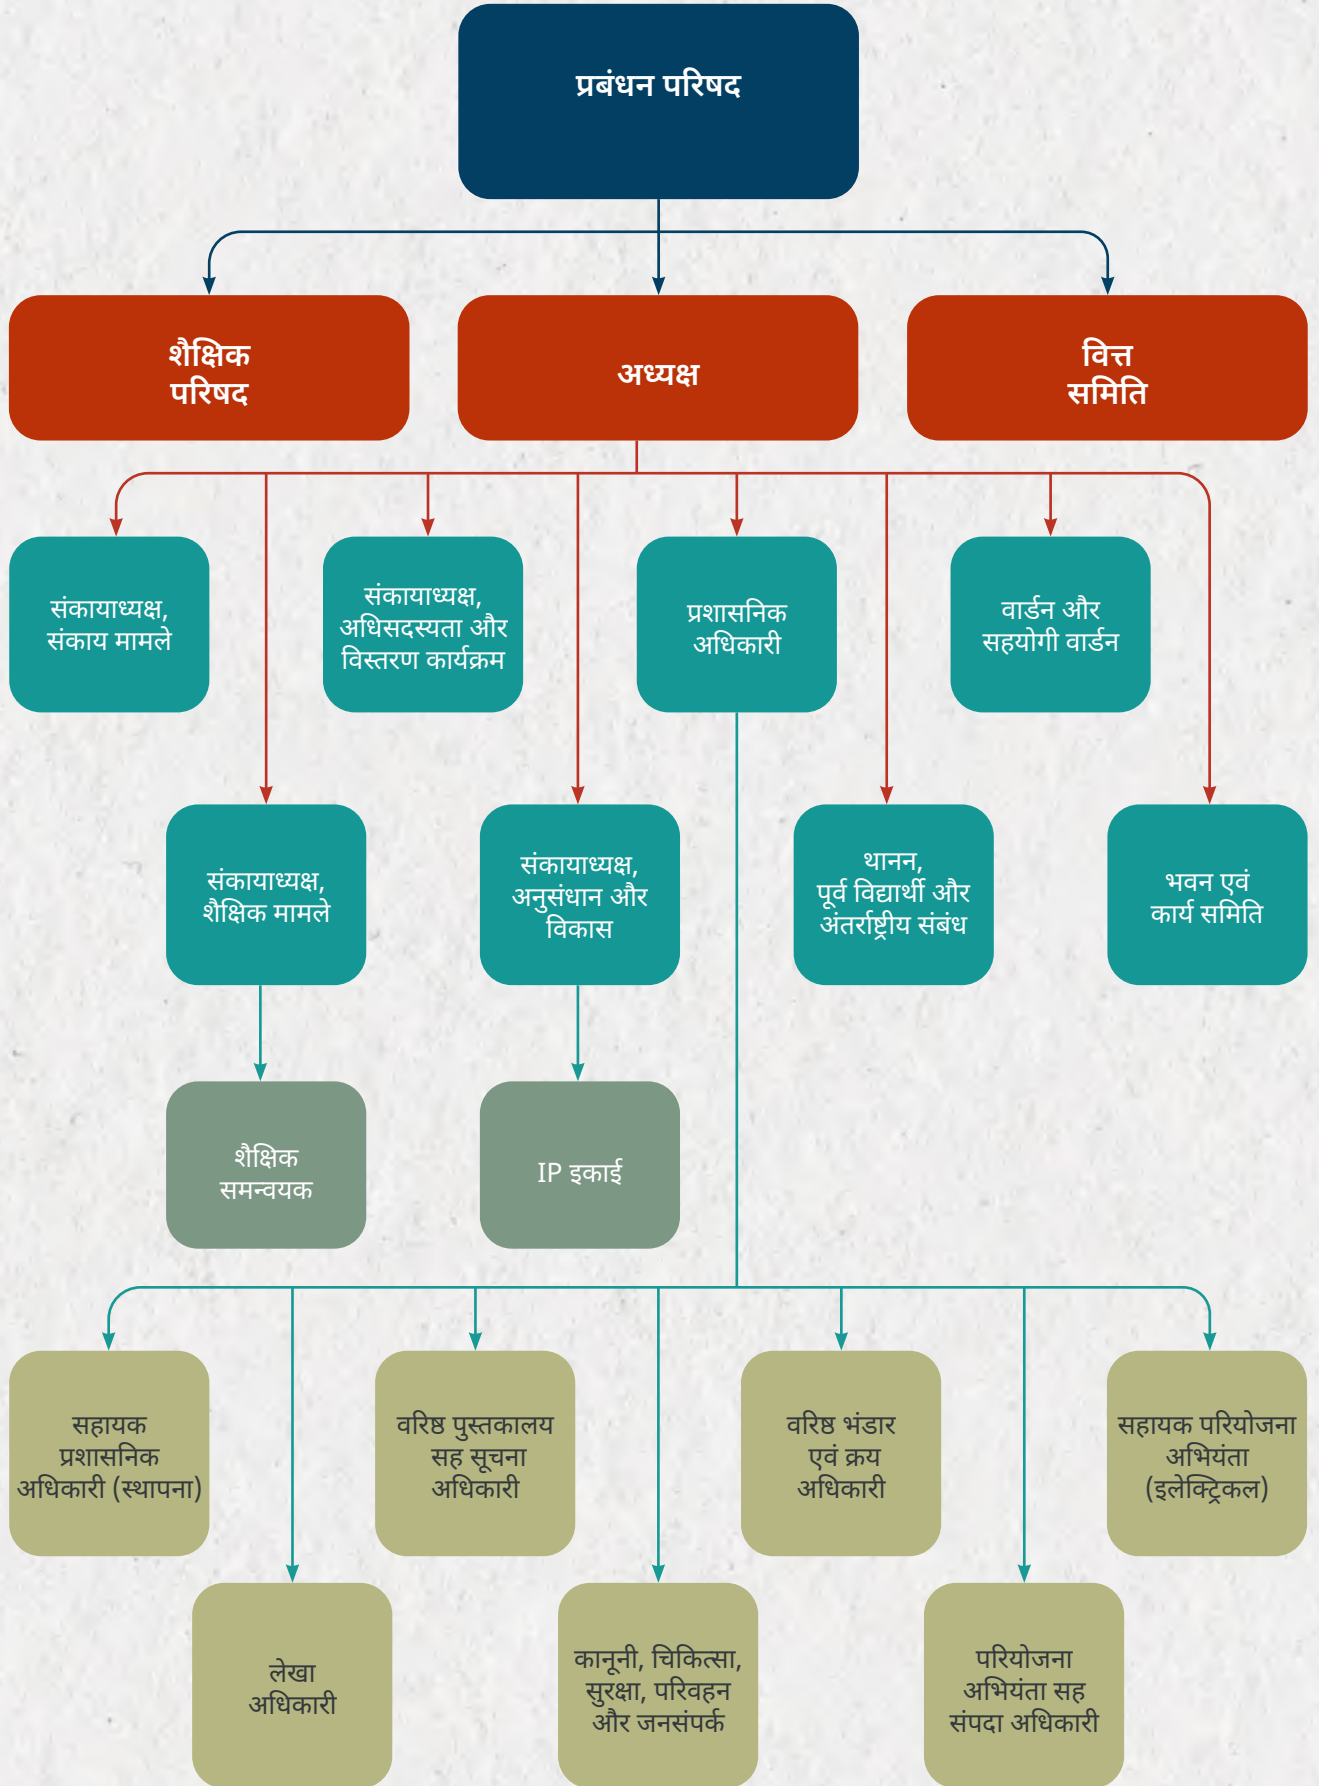 प्रबंधन परिषद
शैक्षिक
परिषद
अध्यक्ष
वित्त
समिति
संकायाध्यक्ष,
संकाय मामले
संकायाध्यक्ष,
अधिसदस्यता और
विस्तरण कार्यक्रम
प्रशासनिक
अधिकारी
वार्डन और
सहयोगी वार्डन
संकायाध्यक्ष,
शैक्षिक मामले
संकायाध्यक्ष,
अनुसंधान और
विकास
थानन,
पूर्व विद्यार्थी और
अंतर्राष्ट्रीय संबंध
भवन एवं
कार्य समिति
शैक्षिक
समन्वयक
IP इकाई
सहायक
प्रशासनिक
अधिकारी (स्थापना)
वरिष्ठ पुस्तकालय
सह सूचना
अधिकारी
वरिष्ठ भंडार
एवं क्रय
अधिकारी
सहायक परियोजना
अभियंता
(इलेक्ट्रिकल)
लेखा
अधिकारी
कानूनी, चिकित्सा,
सुरक्षा, परिवहन
और जनसंपर्क
परियोजना
अभियंता सह
संपदा अधिकारी